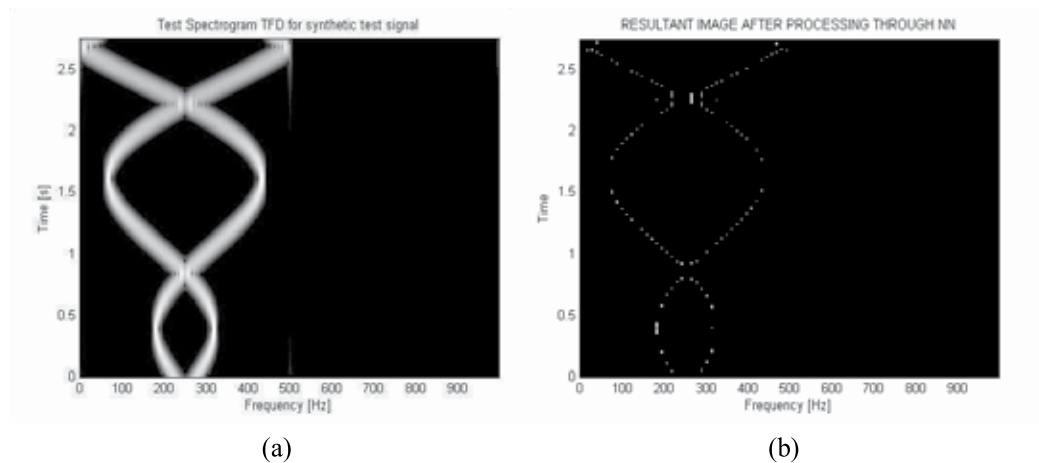 Test Spectrogram TFD for synthetic test signal
2.5
2
1.5
1
0.5
0
Time [s]
0 100 200 300 400 500 600 700 800 900
Frequency [Hz]
(a)
RESULTANT IMAGE AFTER PROCESSING THROUGH NN
2.5
2
1.5
1
0.5
0
Time
0 100 200 300 400 500 600 700 800 900
Frequency [Hz]
(b)